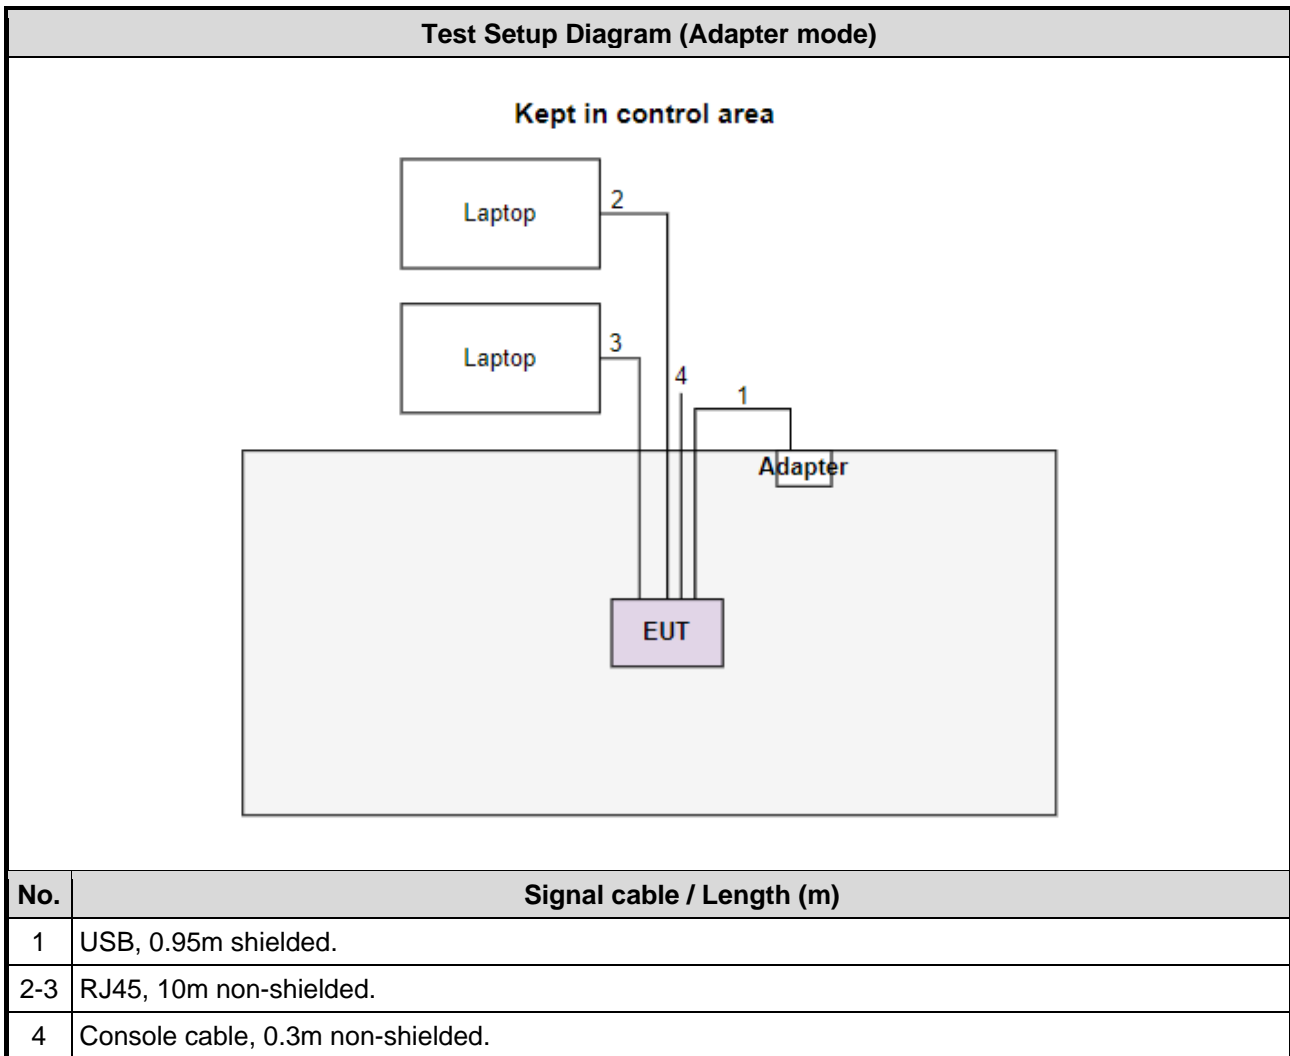 Test Setup Diagram (Adapter mode)
Kept in control area
Laptop
2
Laptop
3
4
1
Adapter
EUT
No. Signal cable / Length (m)
1 USB, 0.95m shielded.
2-3 RJ45, 10m non-shielded.
4 Console cable, 0.3m non-shielded.